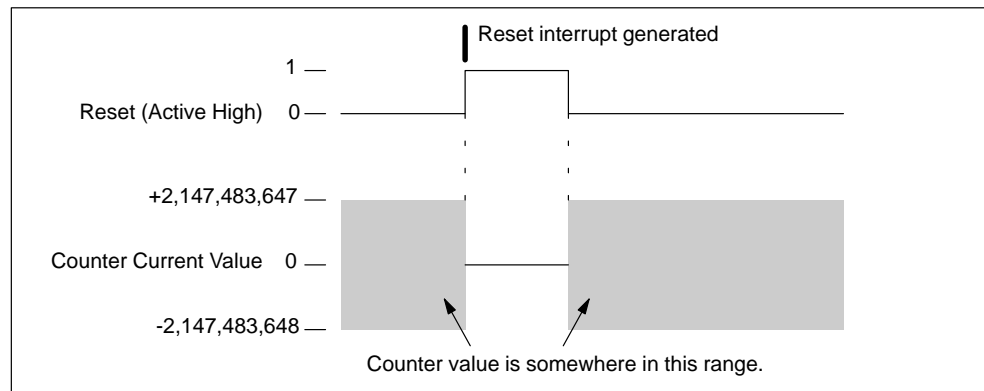 Reset interrupt generated
1
Reset (Active High) 0
+2,147,483,647
Counter Current Value 0
-2,147,483,648
Counter value is somewhere in this range.